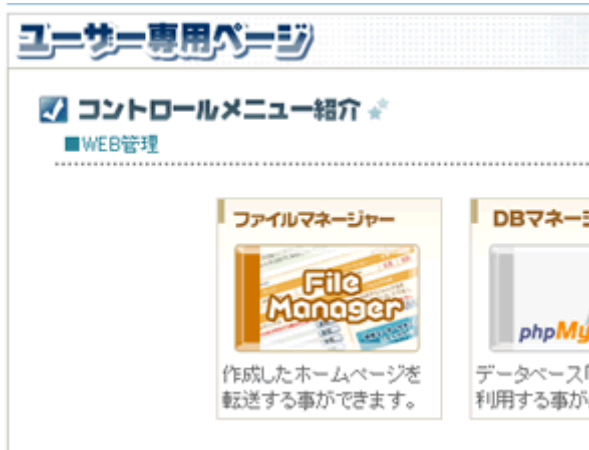 ユーザー専用ページ
コントロールメニュー紹介
■WEB管理
ファイルマネージャー
File
Manager
作成したホームページを
転送する事ができます。
DBマネー
phpMy
データベース
利用する事が